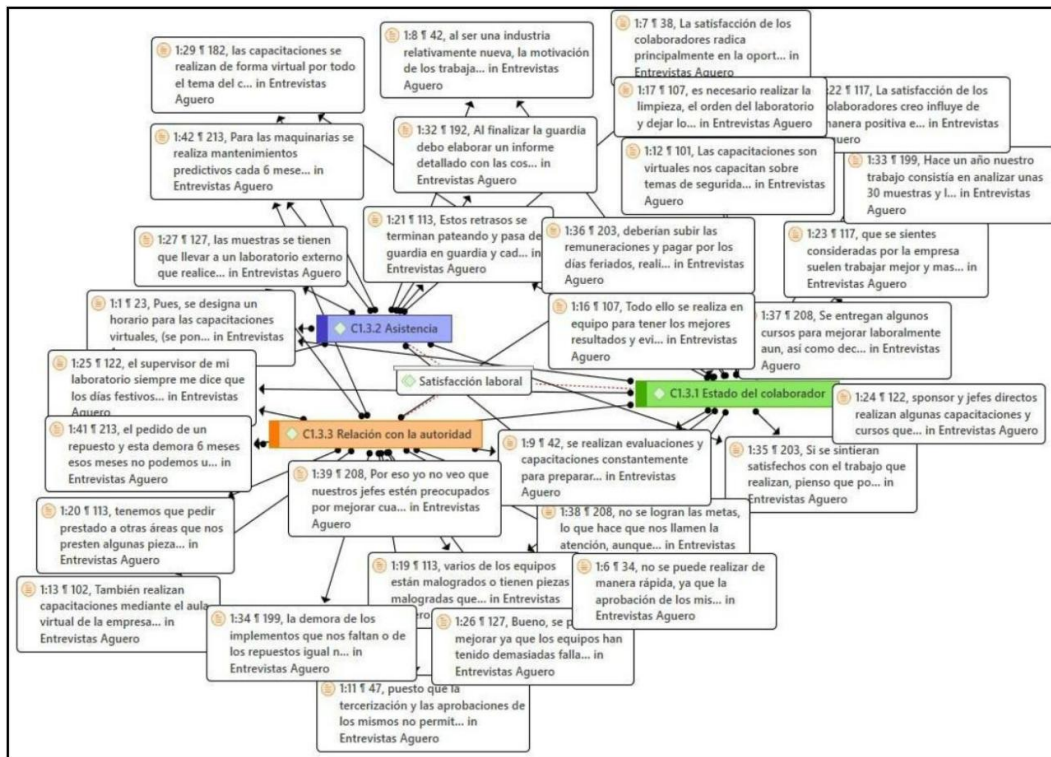 1:29 ¶ 182, las capacitaciones se
realizan de forma virtual por todo
el tema del c... in Entrevistas
Aguero
1:8 ¶ 42, al ser una industria
relativamente nueva, la motivación
de los trabaja... in Entrevistas
Aguero
1:7 ¶ 38, La satisfacción de los
colaboradores radica
principalmente en la oport... in
Entrevistas Aguero
1:17 ¶ 107, es necesario realizar la
limpieza, el orden del laboratorio
y dejar lo... in Entrevistas
Aguero
:22 ¶ 117, La
satisfacción de los
olaboradores creo influye de
manera positiva e... in Entrevistas
guero
1:42 ¶ 213, Para las maquinarias se
realiza mantenimientos
predictivos cada 6 mese... in
Entrevistas Aguero
1:32 ¶ 192, Al finalizar la guardia
debo elaborar un informe
detallado con las cos... in
Entrevistas Aguero
1:12 ¶ 101, Las capacitaciones son
virtuales nos capacitan sobre
temas de segurida... in
Entrevistas Aguero
1:33 ¶ 199, Hace un año nuestro
trabajo consistía en analizar unas
30 muestras y l... in Entrevistas
Aguero
1:27 ¶ 127, las muestras se tienen
que llevar a un laboratorio externo
que realice... in Entrevistas
Aguero
1:21 ¶ 113, Estos retrasos se
terminan pateando y pasa de
guardia en guardia y cad... in
Entrevistas Aguero
1:36 ¶ 203, deberían subir las
remuneraciones y pagar por los
días feriados, reali... in
Entrevistas Aguero
1:23 ¶ 117, que se sientes
consideradas por la empresa
suelen trabajar mejor y mas... in
Entrevistas Aguero
1:1 ¶ 23, Pues, se designa un
horario para las capacitaciones
virtuales, (se pon... in Entrevistas
C1.3.2 Asistencia
1:16 ¶ 107, Todo ello se realiza en
equipo para tener los mejores
resultados y evi... in Entrevistas
Aguero
1:37 ¶ 208, Se entregan algunos
cursos para mejorar laboralmente
aun, así como dec... in
Entrevistas Aguero
1:25 ¶ 122, el supervisor de mi
laboratorio siempre me dice que
los días festivos... in Entrevistas
Aguero
Satisfacción laboral
C1.3.1 Estado del colaborador
1:24 ¶ 122, sponsor y jefes directos
realizan algunas capacitaciones y
cursos que... in Entrevistas
Aguero
1:41 ¶ 213, el pedido de un
repuesto y esta demora 6 meses
esos meses no podemos u... in
Entrevistas Aguero
C1.3.3 Relación con la autoridad
1:9 ¶ 42, se realizan evaluaciones y
capacitaciones constantemente
para preparar... in Entrevistas
Aguero
1:35 ¶ 203, Si se sintieran
satisfechos con el trabajo que
realizan, pienso que po... in
Entrevistas Aguero
1:39 ¶ 208, Por eso yo no veo que
nuestros jefes estén preocupados
por mejorar cua... in Entrevistas
Aguero
1:20 ¶ 113, tenemos que pedir
prestado a otras áreas que nos
presten algunas pieza... in
Entrevistas Aguero
1:38 ¶ 208, no se logran las metas,
lo que hace que nos llamen la
atención, aunque... in Entrevistas
1:19 ¶ 113, varios de los equipos
están malogrados o tienen piezas
malogradas que... in Entrevistas
1:6 ¶ 34, no se puede realizar de
manera rápida, ya que la
aprobación de los mis... in
Entrevistas Aguero
1:13 ¶ 102, También realizan
capacitaciones mediante el aula
virtual de la empresa... in
Entrevistas Aguero
1:34 ¶ 199, la demora de los
implementos que nos faltan o de
los repuestos igual n... in
Entrevistas Aguero
1:26 ¶ 127, Bueno, se p
mejorar ya que los equipos han
tenido demasiadas falla... in
Entrevistas Aguero
1:11 ¶ 47, puesto que la
tercerización y las aprobaciones
de los mismos no permit... in
Entrevistas Aguero